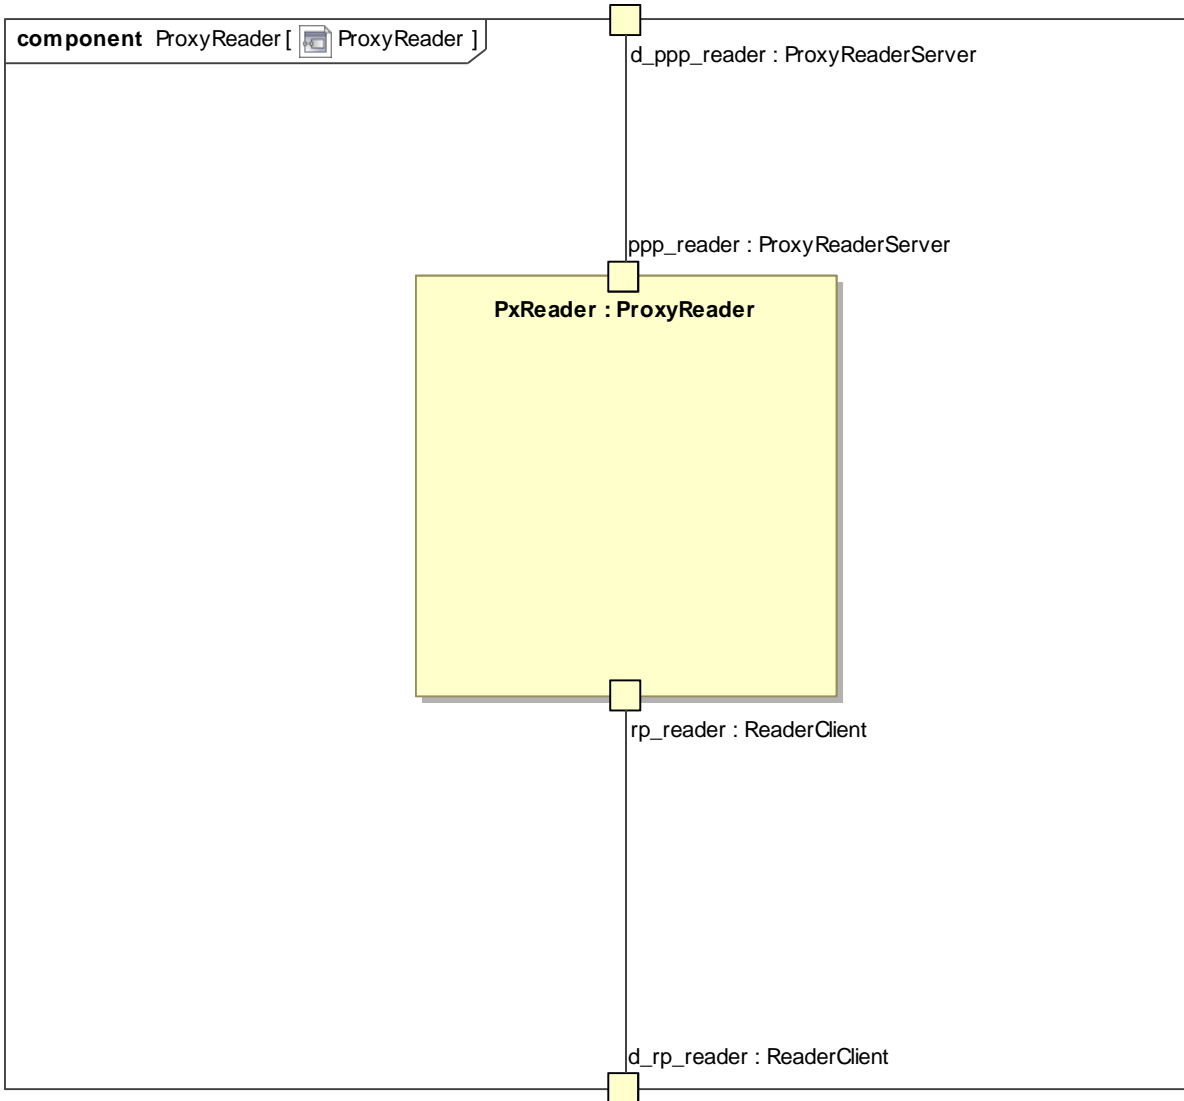 component ProxyReader [ ProxyReader ]
d_ppp_reader : ProxyReaderServer
ppp_reader : ProxyReaderServer
PxReader : ProxyReader
rp_reader : ReaderClient
d_rp_reader : ReaderClient